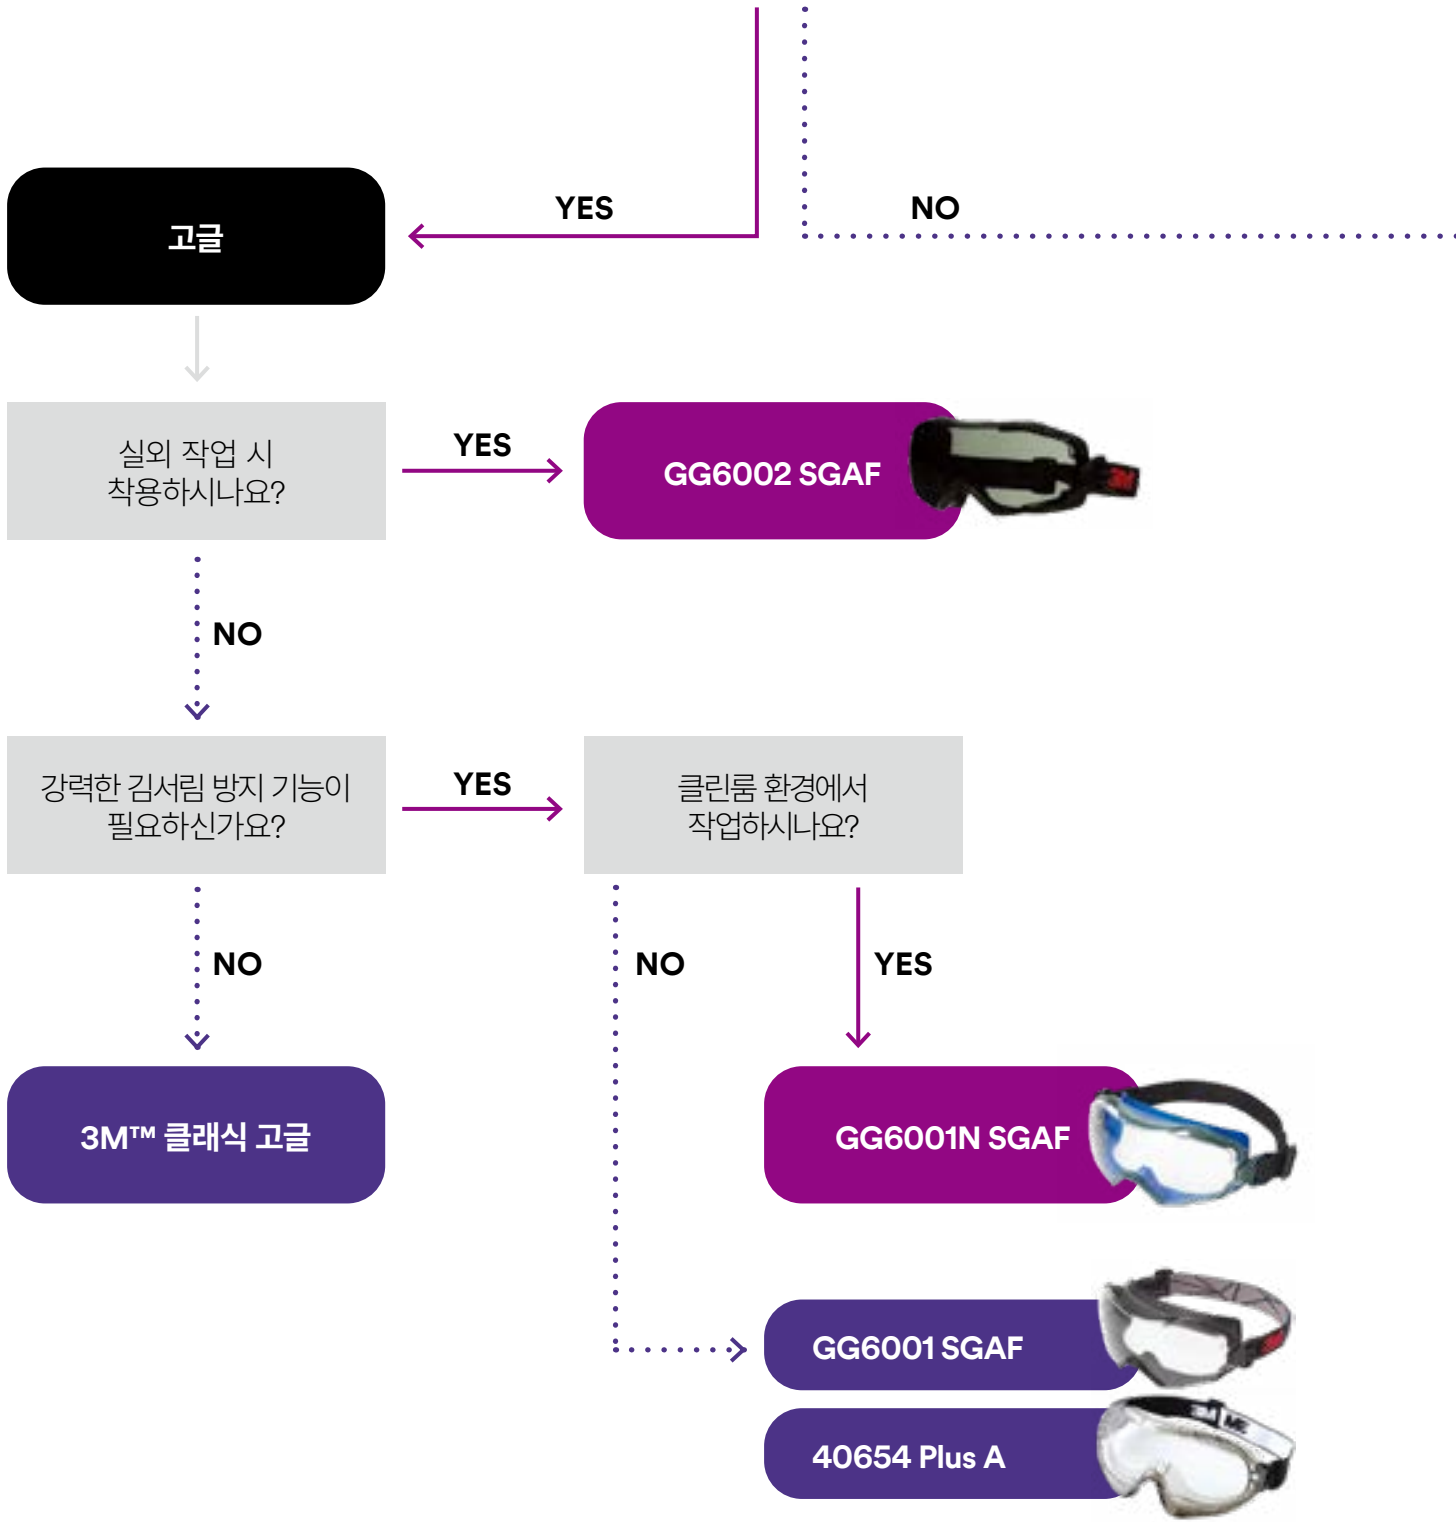 YES
NO
고글
실외 작업 시
착용하시나요?
YES
GG6002 SGAF
3M
NO
강력한 김서림 방지 기능이
필요하신가요?
YES
클린룸 환경에서
작업하시나요?
NO
NO
YES
3M™ 클래식 고글
GG6001N SGAF
GG6001 SGAF
40654 Plus A